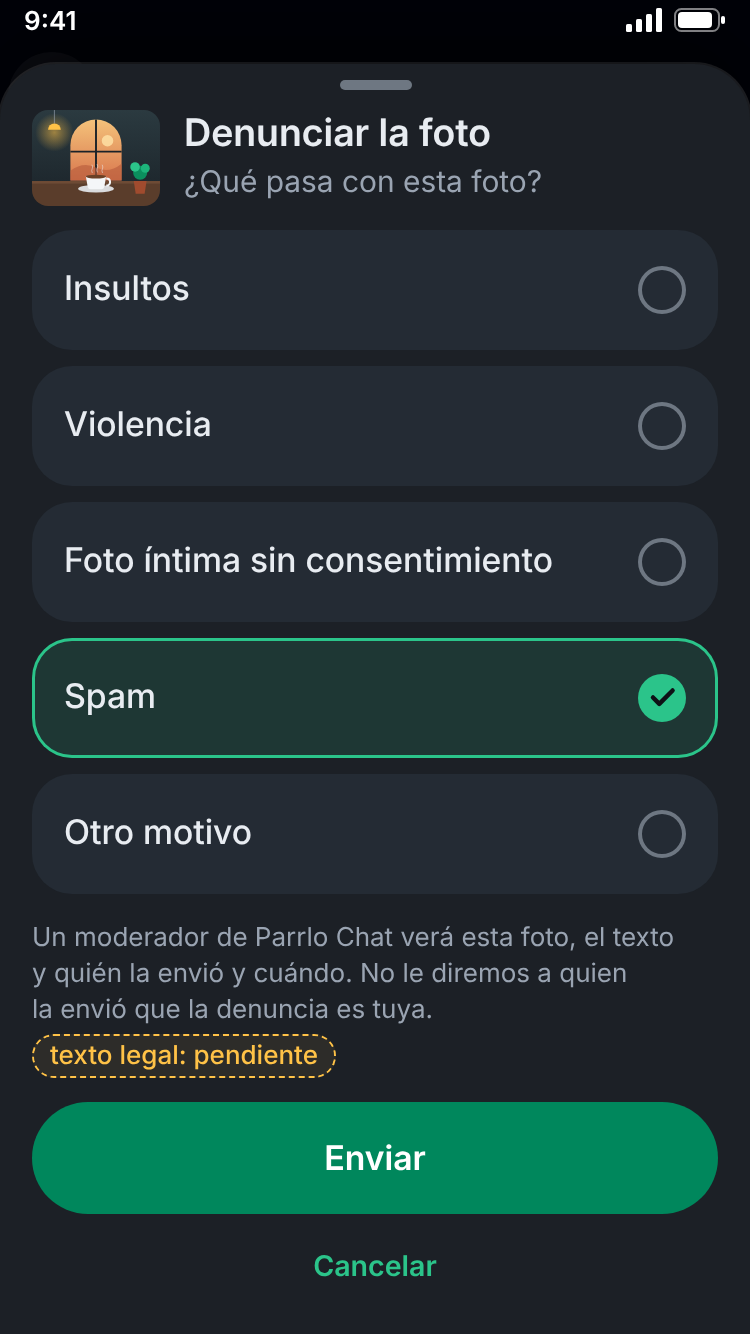 9:41
Denunciar la foto
¿Qué pasa con esta foto?
Insultos
Violencia
Foto íntima sin consentimiento
Spam
Otro motivo
Un moderador de Parrlo Chat verá esta foto, el texto
y quién la envió y cuándo. No le diremos a quien
la envió que la denuncia es tuya.
texto legal: pendiente
Enviar
Cancelar